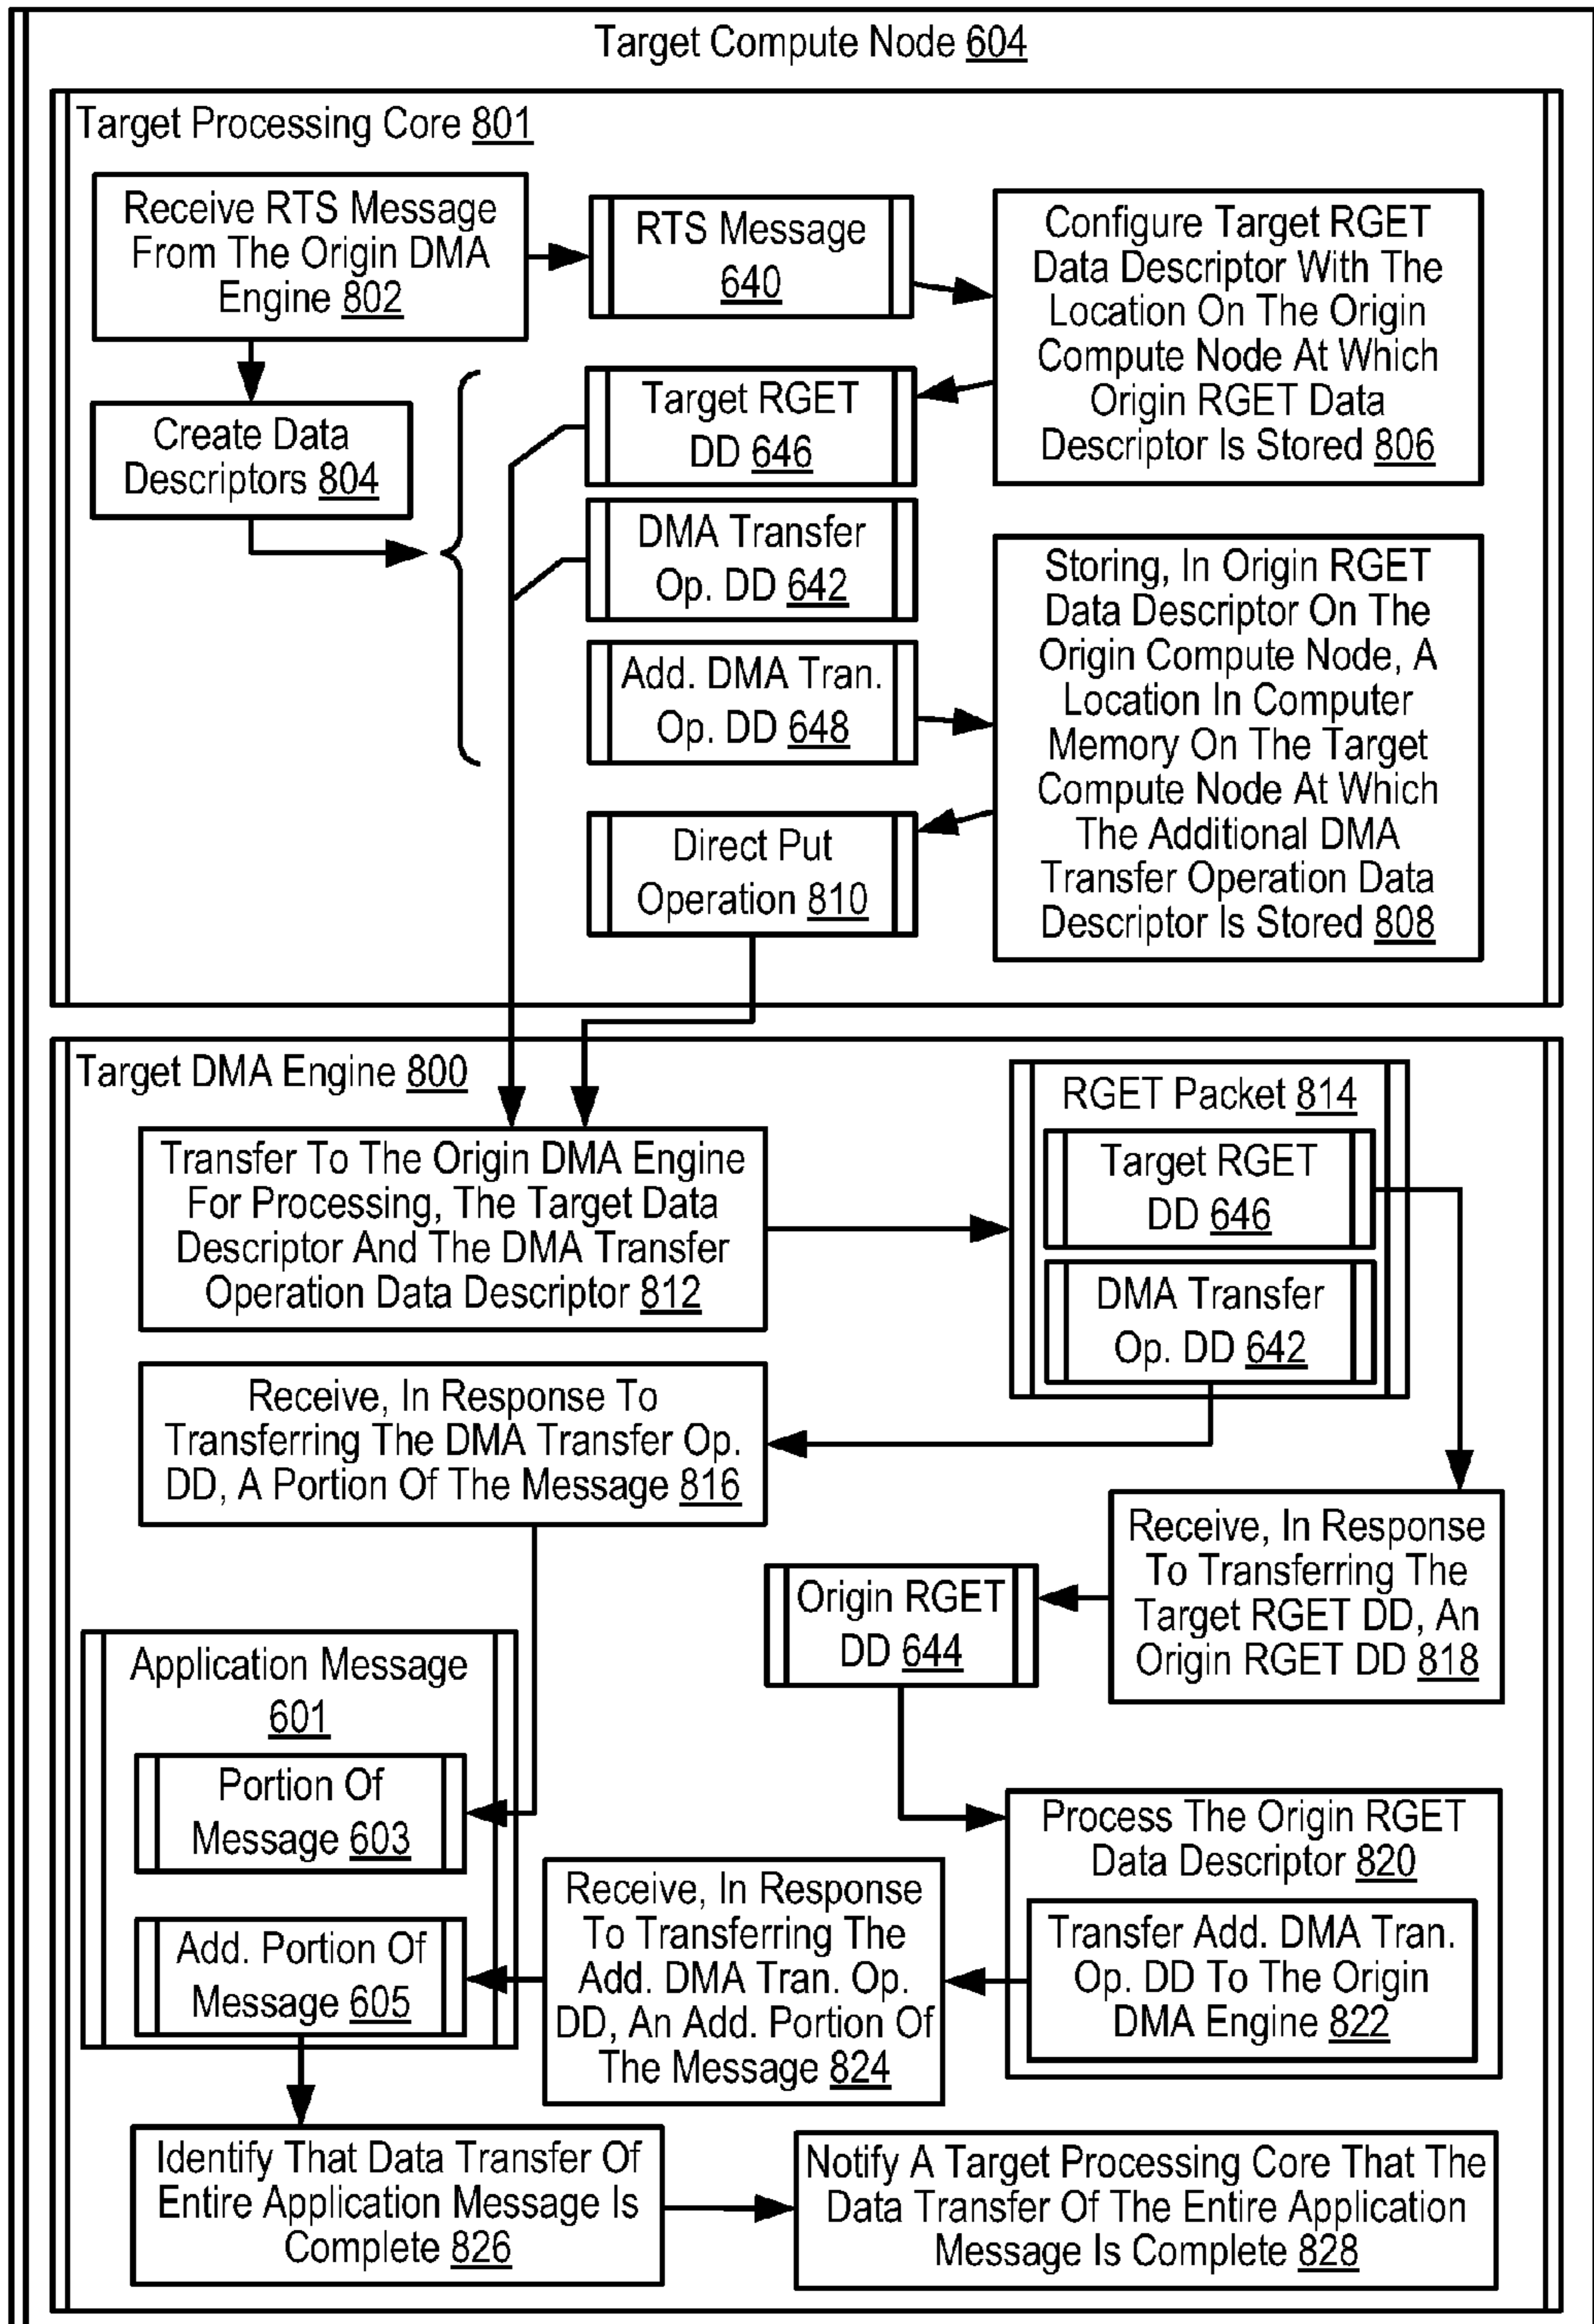 Target Compute Node 604
Target Processing Core 801
Receive RTS Message
From The Origin DMA
Engine 802
RTS Message
640
Configure Target RGET
Data Descriptor With The
Location On The Origin
Compute Node At Which
Origin RGET Data
Descriptor Is Stored 806
Create Data
Descriptors 804
Target RGET
DD 646
DMA Transfer
Op. DD 642
Add. DMA Tran.
Op. DD 648
Storing, In Origin RGET
Data Descriptor On The
Origin Compute Node, A
Location In Computer
Memory On The Target
Compute Node At Which
The Additional DMA
Transfer Operation Data
Descriptor Is Stored 808
Direct Put
Operation 810
Target DMA Engine 800
Transfer To The Origin DMA Engine
For Processing, The Target Data
Descriptor And The DMA Transfer
Operation Data Descriptor 812
RGET Packet 814
Target RGET
DD 646
DMA Transfer
Op. DD 642
Receive, In Response To
Transferring The DMA Transfer Op.
DD, A Portion Of The Message 816
Receive, In Response
To Transferring The
Target RGET DD, An
Origin RGET DD 818
Origin RGET
DD 644
Application Message
601
Portion Of
Message 603
Add. Portion Of
Message 605
Process The Origin RGET
Data Descriptor 820
Transfer Add. DMA Tran.
Op. DD To The Origin
DMA Engine 822
Receive, In Response
To Transferring The
Add. DMA Tran. Op.
DD, An Add. Portion Of
The Message 824
Identify That Data Transfer Of
Entire Application Message Is
Complete 826
Notify A Target Processing Core That The
Data Transfer Of The Entire Application
Message Is Complete 828